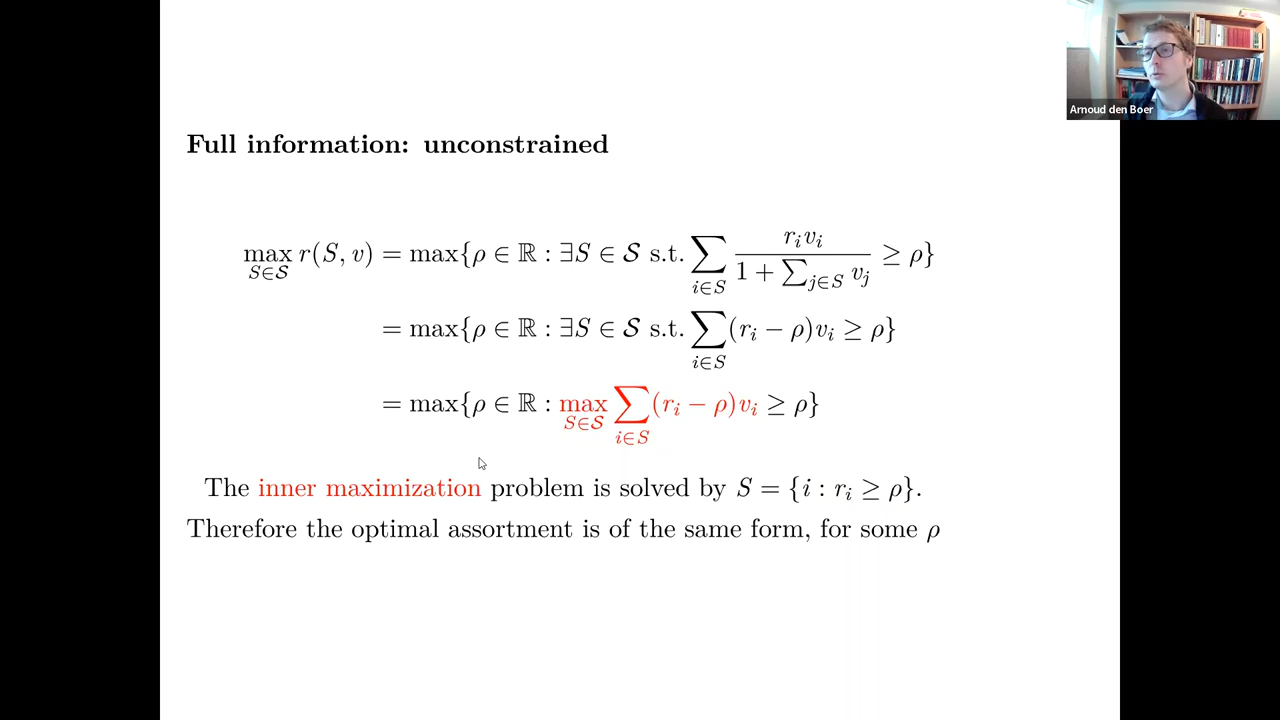 Arnoud den Boer
Full information: unconstrained
max_{S∈𝒮} r(S, v) = max{ρ ∈ ℝ : ∃S ∈ 𝒮 s.t. ∑_{i∈S} r_i v_i / (1 + ∑_{j∈S} v_j) ≥ ρ}
= max{ρ ∈ ℝ : ∃S ∈ 𝒮 s.t. ∑_{i∈S} (r_i − ρ)v_i ≥ ρ}
= max{ρ ∈ ℝ : max_{S∈𝒮} ∑_{i∈S} (r_i − ρ)v_i ≥ ρ}
The inner maximization problem is solved by S = {i : r_i ≥ ρ}.
Therefore the optimal assortment is of the same form, for some ρ